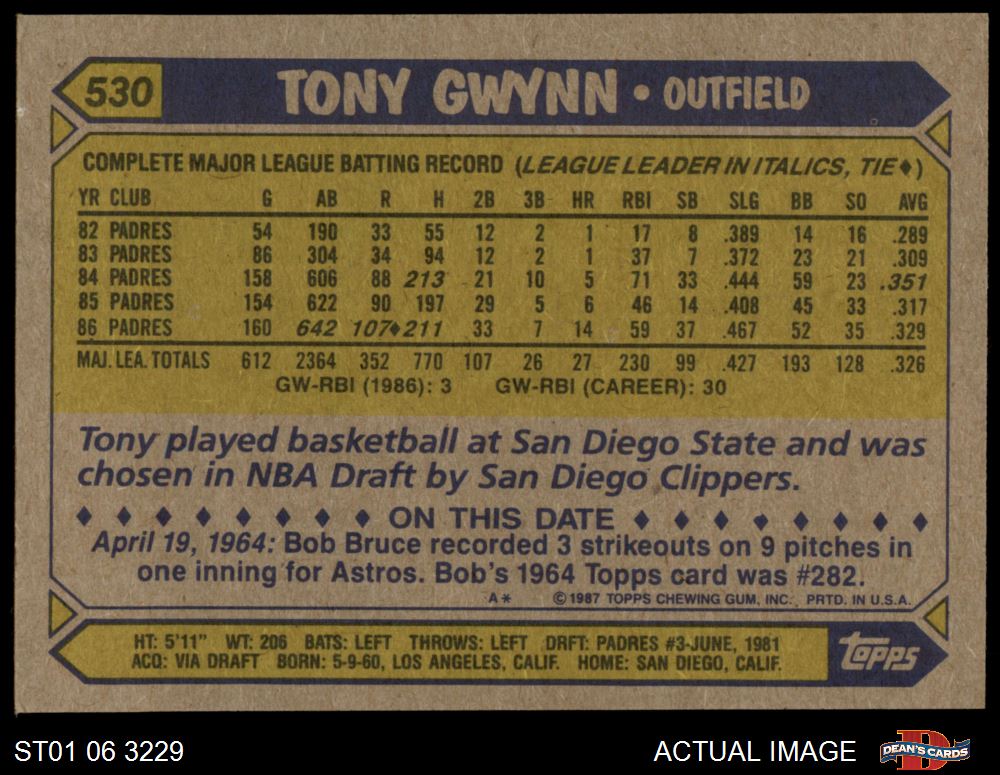 530 TONY GWYNN • OUTFIELD
COMPLETE MAJOR LEAGUE BATTING RECORD (LEAGUE LEADER IN ITALICS, TIE♦)
YR CLUB G AB R H 2B 3B HR RBI SB SLG BB SO AVG
82 PADRES 54 190 33 55 12 2 1 17 8 .389 14 16 .289
83 PADRES 86 304 34 94 12 2 1 37 7 .372 23 21 .309
84 PADRES 158 606 88 213 21 10 5 71 33 .444 59 23 .351
85 PADRES 154 622 90 197 29 5 6 46 14 .408 45 33 .317
86 PADRES 160 642 107♦211 33 7 14 59 37 .467 52 35 .329
MAJ. LEA. TOTALS 612 2364 352 770 107 26 27 230 99 .427 193 128 .326
GW-RBI (1986): 3 GW-RBI (CAREER): 30
Tony played basketball at San Diego State and was
chosen in NBA Draft by San Diego Clippers.
♦ ♦ ♦ ♦ ♦ ♦ ♦ ♦ ON THIS DATE ♦ ♦ ♦ ♦ ♦ ♦ ♦ ♦
April 19, 1964: Bob Bruce recorded 3 strikeouts on 9 pitches in
one inning for Astros. Bob's 1964 Topps card was #282.
A* ©1987 TOPPS CHEWING GUM, INC., PRTD. IN U.S.A.
HT: 5'11" WT: 206 BATS: LEFT THROWS: LEFT DRFT: PADRES #3-JUNE, 1981
ACQ: VIA DRAFT BORN: 5-9-60, LOS ANGELES, CALIF. HOME: SAN DIEGO, CALIF.
topps
ST01 06 3229 ACTUAL IMAGE D DEAN'S CARDS